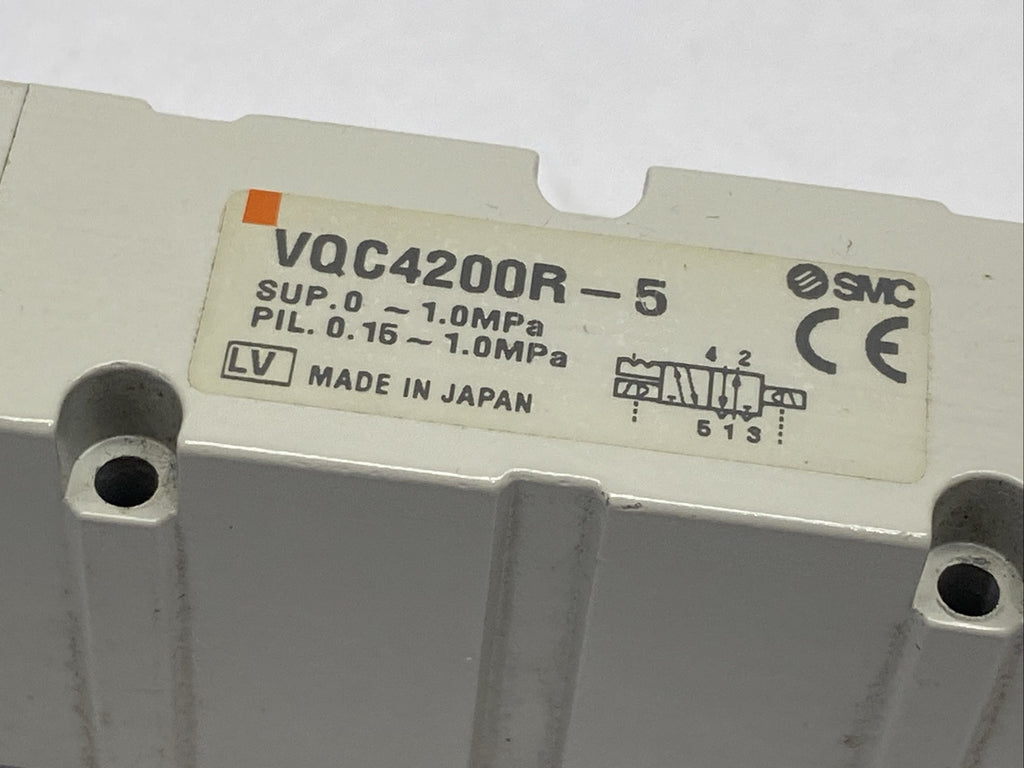 VQC4200R-5
SMC
SUP.0 ~ 1.0MPa
PIL. 0.15~1.0MPa
CE
LV MADE IN JAPAN
4 2
5 1 3